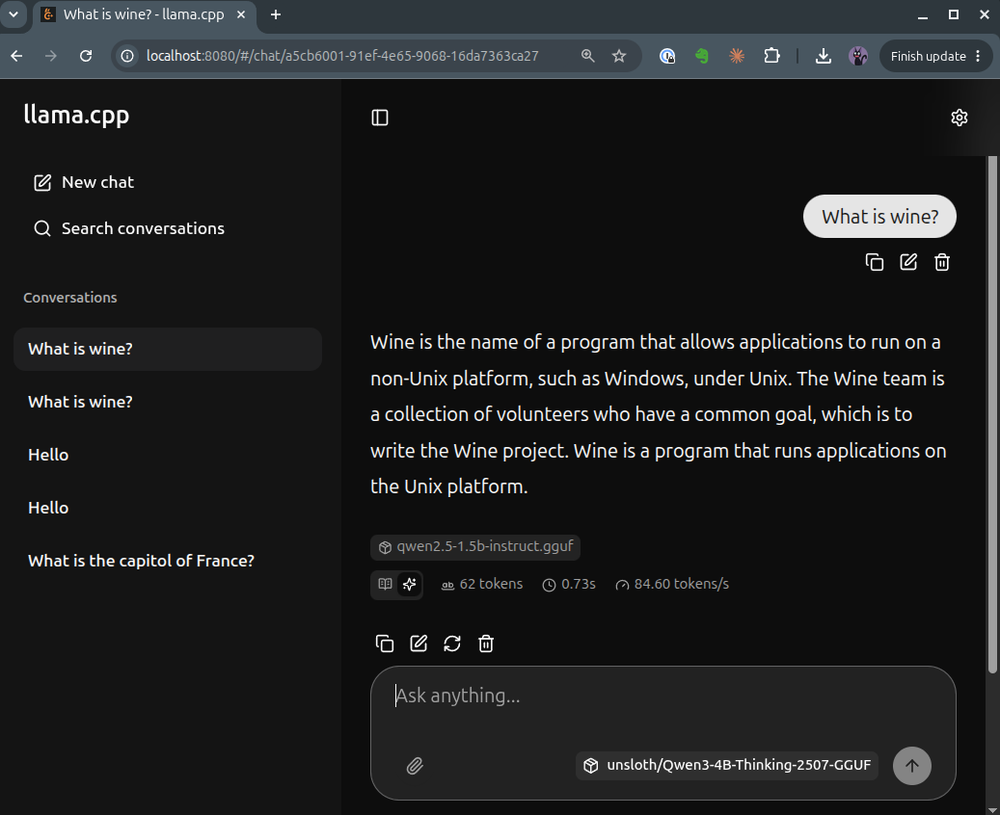 What is wine? - llama.cpp
localhost:8080/#/chat/a5cb6001-91ef-4e65-9068-16da7363ca27
Finish update
llama.cpp
New chat
Search conversations
Conversations
What is wine?
What is wine?
Hello
Hello
What is the capitol of France?
What is wine?
Wine is the name of a program that allows applications to run on a
non-Unix platform, such as Windows, under Unix. The Wine team is
a collection of volunteers who have a common goal, which is to
write the Wine project. Wine is a program that runs applications on
the Unix platform.
qwen2.5-1.5b-instruct.gguf
62 tokens 0.73s 84.60 tokens/s
Ask anything...
unsloth/Qwen3-4B-Thinking-2507-GGUF